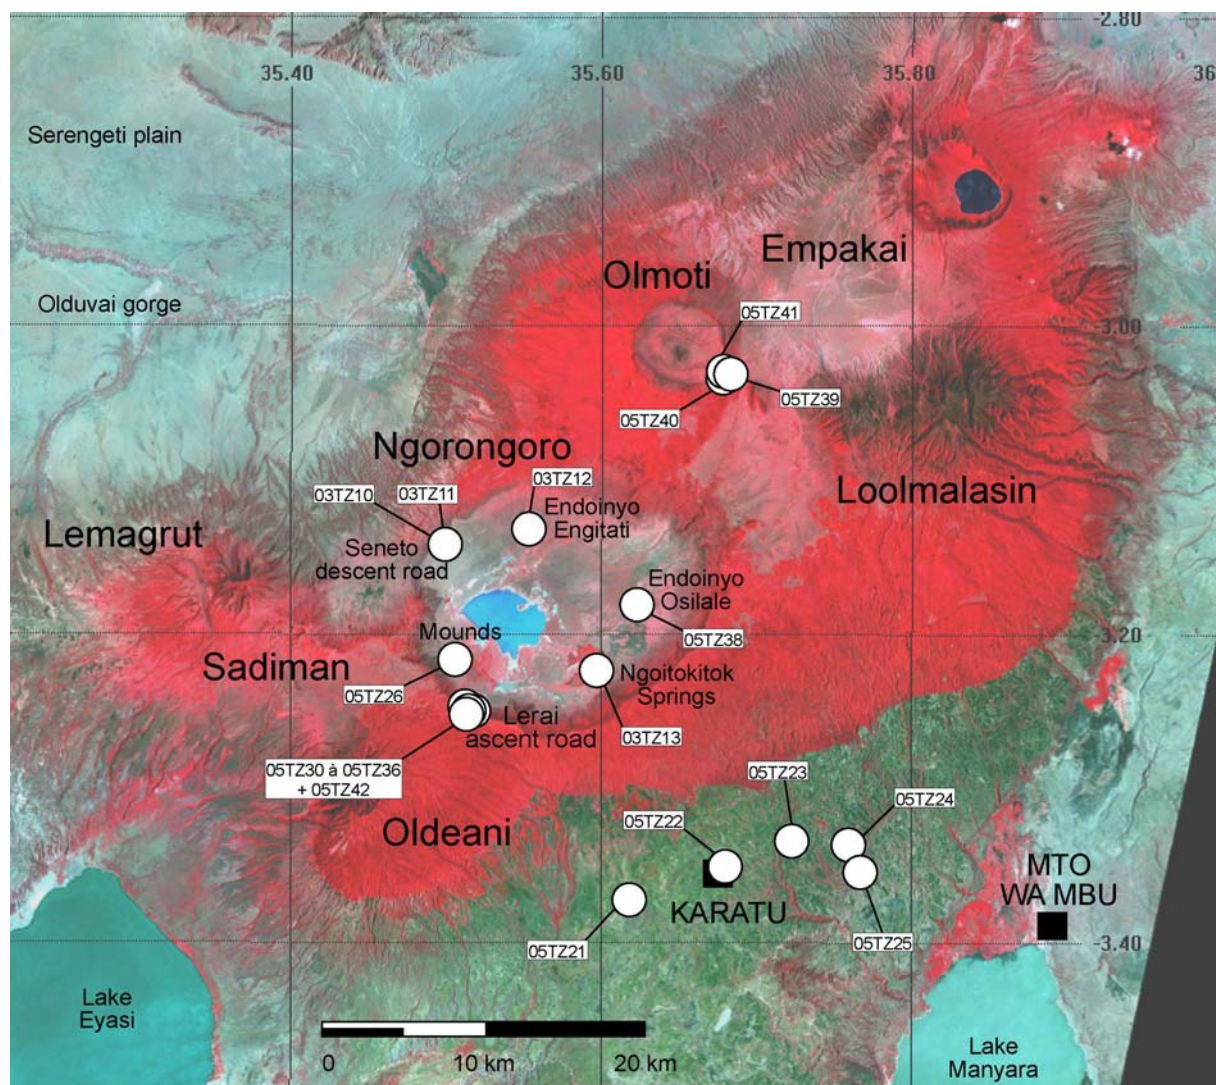 -2.80
35.40
35.60
35.80
36
Serengeti plain
Empakai
Olmoti
Olduvai gorge
05TZ41
-3.00
05TZ39
05TZ40
Ngorongoro
03TZ12
03TZ10
03TZ11
Loolmalasin
Endoinyo
Engitati
Lemagrut
Seneto
descent road
Endoinyo
Osilale
Mounds
05TZ38
-3.20
Sadiman
Ngoitokitok
Springs
05TZ26
Lerai
ascent road
03TZ13
05TZ30 à 05TZ36
+ 05TZ42
05TZ23
05TZ24
05TZ22
Oldeani
MTO
WA MBU
KARATU
05TZ21
05TZ25
-3.40
Lake
Eyasi
0
10 km
20 km
Lake
Manyara